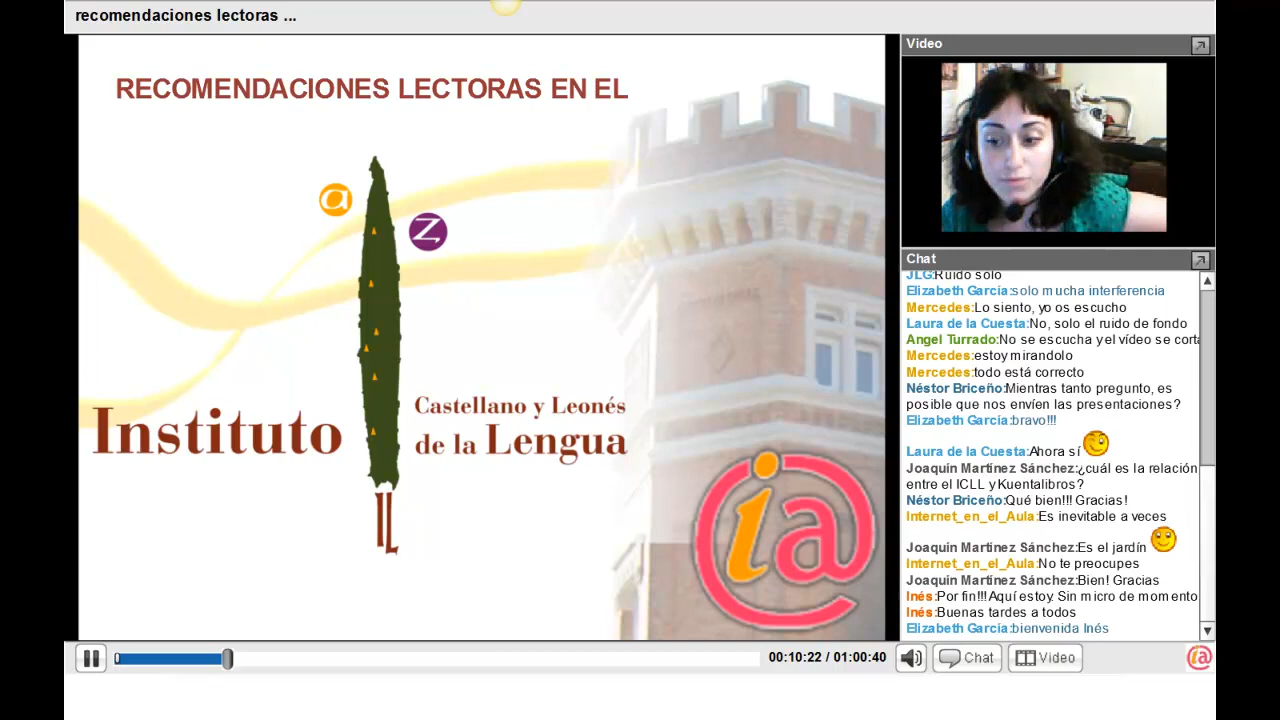 recomendaciones lectoras ...
RECOMENDACIONES LECTORAS EN EL
a
Z
Instituto
Castellano y Leonés
de la Lengua
IL
ia
Video
Chat
JLG:Ruido solo
Elizabeth García:solo mucha interferencia
Mercedes:Lo siento, yo os escucho
Laura de la Cuesta:No, solo el ruido de fondo
Angel Turrado:No se escucha y el vídeo se corta
Mercedes:estoy mirandolo
Mercedes:todo está correcto
Néstor Briceño:Mientras tanto pregunto, es
posible que nos envíen las presentaciones?
Elizabeth García:bravo!!!
Laura de la Cuesta:Ahora sí
Joaquín Martínez Sánchez:¿cuál es la relación
entre el ICLL y Kuentalibros?
Néstor Briceño:Qué bien!!! Gracias!
Internet_en_el_Aula:Es inevitable a veces
Joaquín Martínez Sánchez:Es el jardín
Internet_en_el_Aula:No te preocupes
Joaquín Martínez Sánchez:Bien! Gracias
Inés:Por fin!!!Aquí estoy. Sin micro de momento
Inés:Buenas tardes a todos
Elizabeth García:bienvenida Inés
00:10:22 / 01:00:40
Chat
Video
ia